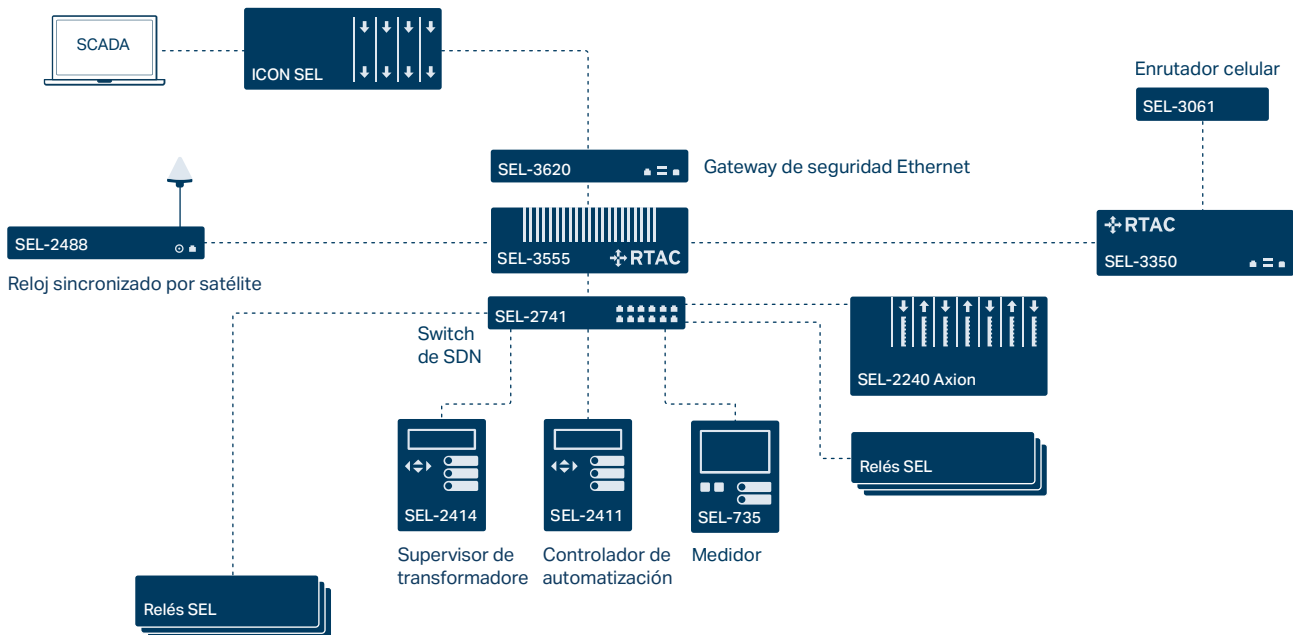 SCADA
ICON SEL
Enrutador celular
SEL-3061
SEL-3620
Gateway de seguridad Ethernet
SEL-2488
Reloj sincronizado por satélite
SEL-3555
RTAC
RTAC
SEL-3350
SEL-2741
Switch
de SDN
SEL-2240 Axion
Relés SEL
SEL-2414
SEL-2411
SEL-735
Supervisor de
transformadore
Controlador de
automatización
Medidor
Relés SEL